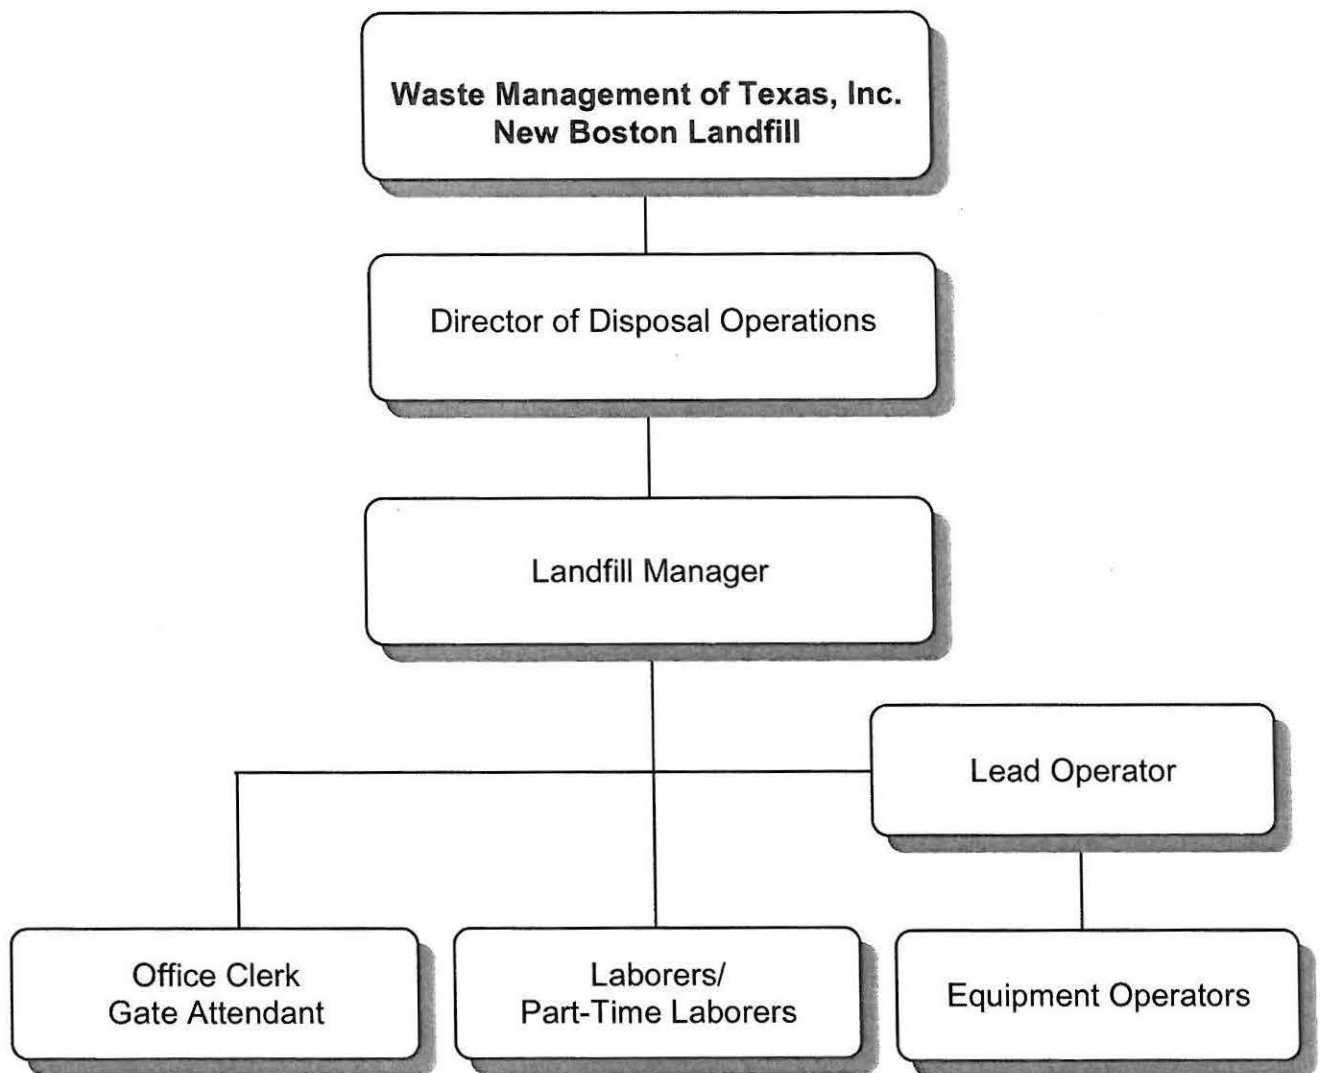 Waste Management of Texas, Inc.
New Boston Landfill
Director of Disposal Operations
Landfill Manager
Lead Operator
Office Clerk
Gate Attendant
Laborers/
Part-Time Laborers
Equipment Operators